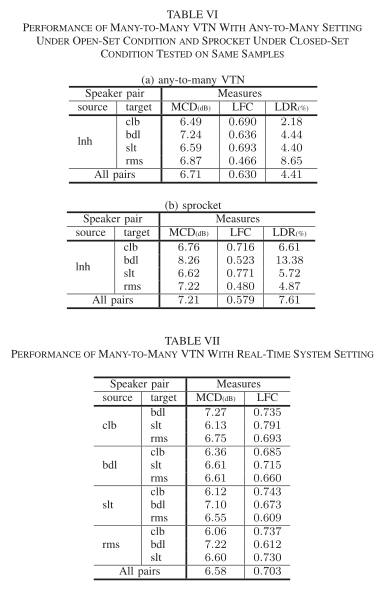 TABLE VI
PERFORMANCE OF MANY-TO-MANY VTN WITH ANY-TO-MANY SETTING
UNDER OPEN-SET CONDITION AND SPROCKET UNDER CLOSED-SET
CONDITION TESTED ON SAME SAMPLES
(a) any-to-many VTN
Speaker pair Measures
source target MCD(dB) LFC LDR(%)
lnh clb 6.49 0.690 2.18
bdl 7.24 0.636 4.44
slt 6.59 0.693 4.40
rms 6.87 0.466 8.65
All pairs 6.71 0.630 4.41
(b) sprocket
Speaker pair Measures
source target MCD(dB) LFC LDR(%)
lnh clb 6.76 0.716 6.61
bdl 8.26 0.523 13.38
slt 6.62 0.771 5.72
rms 7.22 0.480 4.87
All pairs 7.21 0.579 7.61
TABLE VII
PERFORMANCE OF MANY-TO-MANY VTN WITH REAL-TIME SYSTEM SETTING
Speaker pair Measures
source target MCD(dB) LFC
clb bdl 7.27 0.735
slt 6.13 0.791
rms 6.75 0.693
bdl clb 6.36 0.685
slt 6.61 0.715
rms 6.61 0.660
slt clb 6.12 0.743
bdl 7.10 0.673
rms 6.55 0.609
rms clb 6.06 0.737
bdl 7.22 0.612
slt 6.60 0.730
All pairs 6.58 0.703